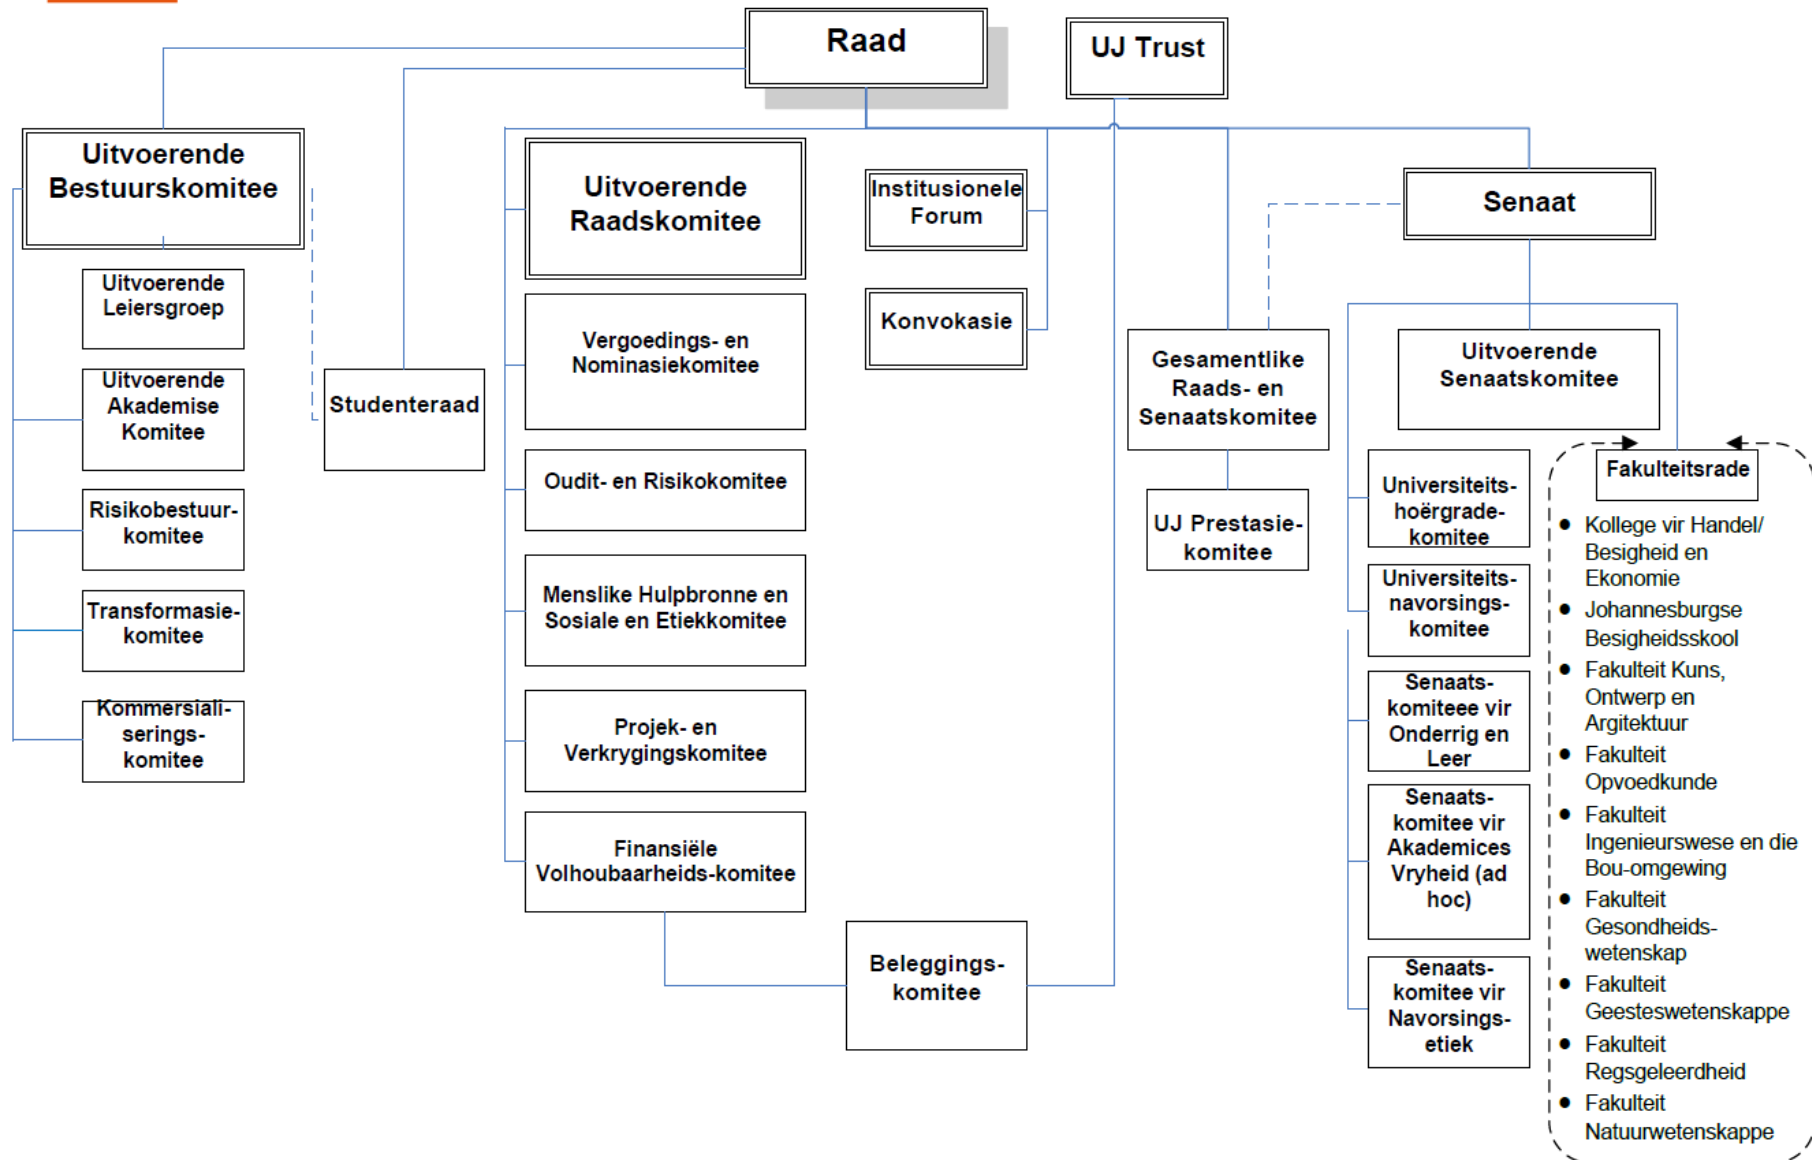 Raad
UJ Trust
Uitvoerende
Bestuurskomitee
Uitvoerende
Leiersgroep
Uitvoerende
Akademise
Komitee
Risikobestuur-
komitee
Transformasie-
komitee
Kommersiali-
serings-
komitee
Studenteraad
Uitvoerende
Raadskomitee
Vergoedings- en
Nominasiekomitee
Oudit- en Risikokomitee
Menslike Hulpbronne en
Sosiale en Etiekkomitee
Projek- en
Verkrygingskomitee
Finansiële
Volhoubaarheids-komitee
Beleggings-
komitee
Institusionele
Forum
Konvokasie
Gesamentlike
Raads- en
Senaatskomitee
UJ Prestasie-
komitee
Senaat
Uitvoerende
Senaatskomitee
Universiteits-
hoërgrade-
komitee
Universiteits-
navorsings-
komitee
Senaats-
komiteee vir
Onderrig en
Leer
Senaats-
komitee vir
Akademices
Vryheid (ad
hoc)
Senaats-
komitee vir
Navorsings-
etiek
Fakulteitsrade
● Kollege vir Handel/
Besigheid en
Ekonomie
● Johannesburgse
Besigheidsskool
● Fakulteit Kuns,
Ontwerp en
Argitektuur
● Fakulteit
Opvoedkunde
● Fakulteit
Ingenieurswese en die
Bou-omgewing
● Fakulteit
Gesondheids-
wetenskap
● Fakulteit
Geesteswetenskappe
● Fakulteit
Regsgeleerdheid
● Fakulteit
Natuurwetenskappe